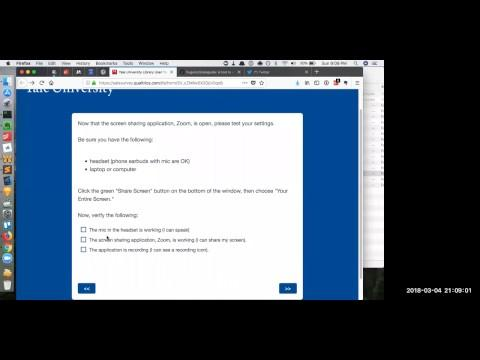 Firefox File Edit View History Bookmarks Tools Window Help
Sun 9:09 PM
Yale University Library User
Twitter
Yale University
Now that the screen sharing application, Zoom, is open, please test your settings.
Be sure you have the following:
headset (phone earbuds with mic are OK)
laptop or computer
Click the green "Share Screen" button on the bottom of the window, then choose "Your
Entire Screen."
Now, verify the following:
The mic in the headset is working (I can speak)
The screen sharing application, Zoom, is working (I can share my screen).
The application is recording (I can see a recording icon).
<< >>
2018-03-04 21:09:01